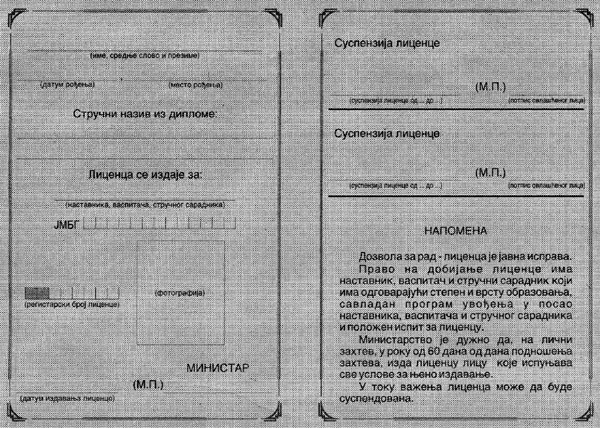 (име, средње слово и презиме)
(датум рођења) (место рођења)
Стручни назив из дипломе:
Лиценца се издаје за:
(наставника, васпитача, стручног сарадника)
ЈМБГ
(фотографија)
(регистарски број лиценце)
МИНИСТАР
(М.П.)
(датум издавања лиценце)
Суспензија лиценце
(М.П.)
(суспензија лиценце од ... до ...) (потпис овлашћеног лица)
Суспензија лиценце
(М.П.)
(суспензија лиценце од ... до ...) (потпис овлашћеног лица)
НАПОМЕНА
Дозвола за рад - лиценца је јавна исправа.
Право на добијање лиценце има
наставник, васпитач и стручни сарадник који
има одговарајући степен и врсту образовања,
савладан програм увођења у посао
наставника, васпитача и стручног сарадника
и положен испит за лиценцу.
Министарство је дужно да, на лични
захтев, у року од 60 дана од дана подношења
захтева, изда лиценцу лицу које испуњава
све услове за њено издавање.
У току важења лиценца може да буде
суспендована.